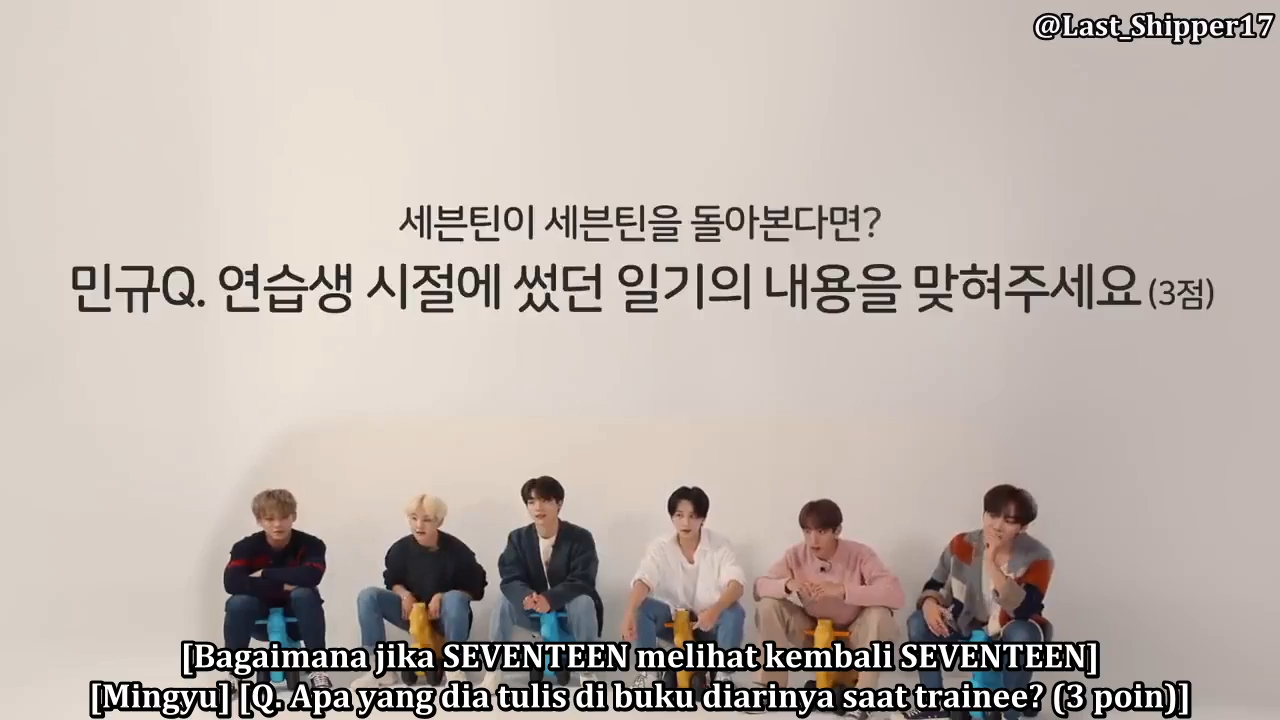 @Last_Shipper17
세븐틴이 세븐틴을 돌아본다면?
민규Q. 연습생 시절에 썼던 일기의 내용을 맞혀주세요 (3점)
[Bagaimana jika SEVENTEEN melihat kembali SEVENTEEN]
[Mingyu] [Q. Apa yang dia tulis di buku diarinya saat trainee? (3 poin)]